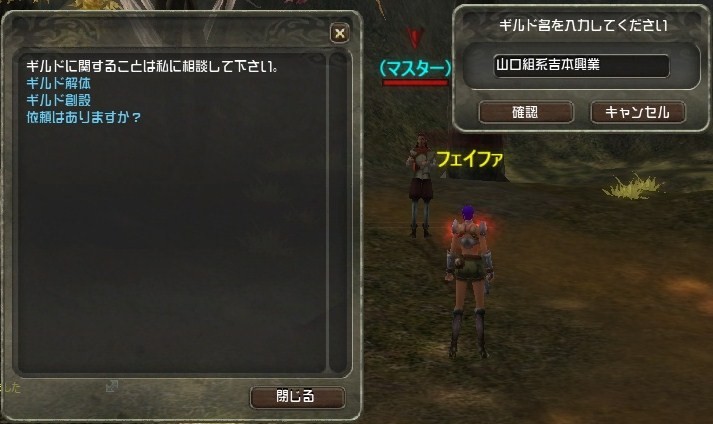 ギルドに関することは私に相談して下さい。
ギルド解体
ギルド創設
依頼はありますか？
閉じる
ギルド名を入力してください
山口組系吉本興業
確認
キャンセル
(マスター)
フェイファ
ました